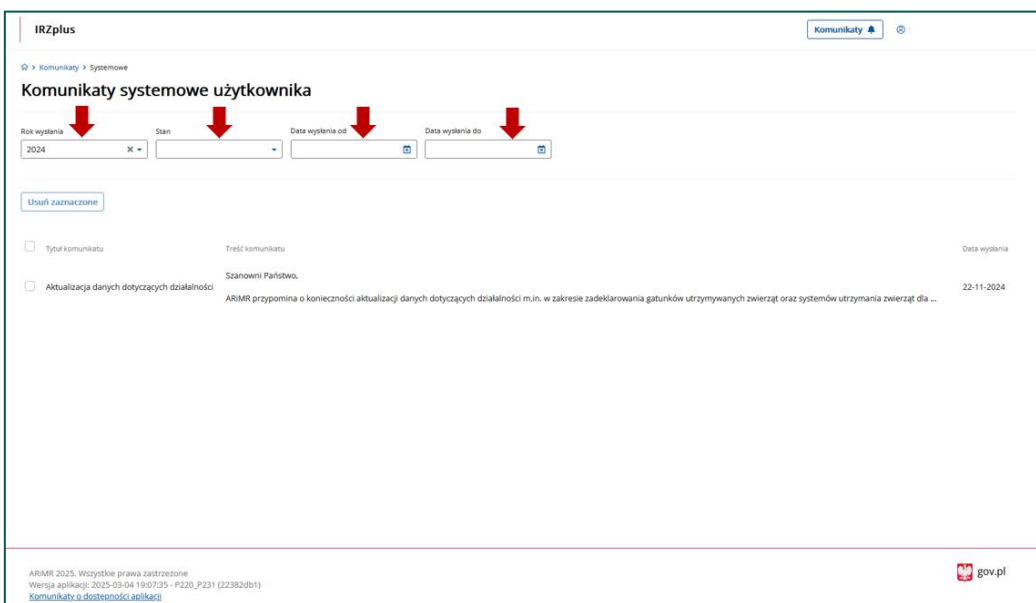 IRZplus
Komunikaty
Komunikaty > Systemowe
Komunikaty systemowe użytkownika
Rok wysłania Stan Data wysłania od Data wysłania do
2024
Usuń zaznaczone
Tytuł komunikatu Treść komunikatu Data wysłania
Szanowni Państwo,
Aktualizacja danych dotyczących działalności 22-11-2024
ARiMR przypomina o konieczności aktualizacji danych dotyczących działalności m.in. w zakresie zadeklarowania gatunków utrzymywanych zwierząt oraz systemów utrzymania zwierząt dla ...
ARiMR 2025. Wszystkie prawa zastrzeżone
Wersja aplikacji: 2025-03-04 19:07:35 - P220_P231 (22382db1)
Komunikaty o dostępności aplikacji
gov.pl